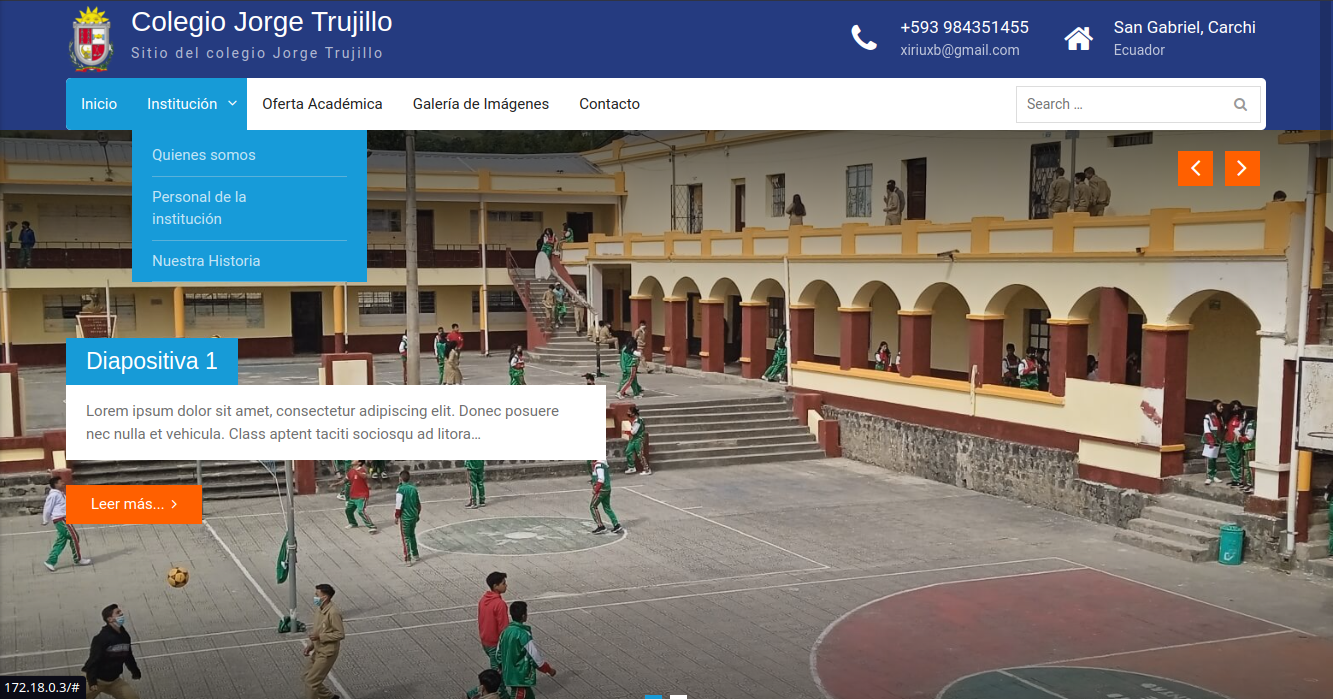 Colegio Jorge Trujillo
Sitio del colegio Jorge Trujillo
+593 984351455
xiriuxb@gmail.com
San Gabriel, Carchi
Ecuador
Inicio
Institución
Oferta Académica
Galería de Imágenes
Contacto
Search …
Quienes somos
Personal de la
institución
Nuestra Historia
Diapositiva 1
Lorem ipsum dolor sit amet, consectetur adipiscing elit. Donec posuere
nec nulla et vehicula. Class aptent taciti sociosqu ad litora…
Leer más...
172.18.0.3/#